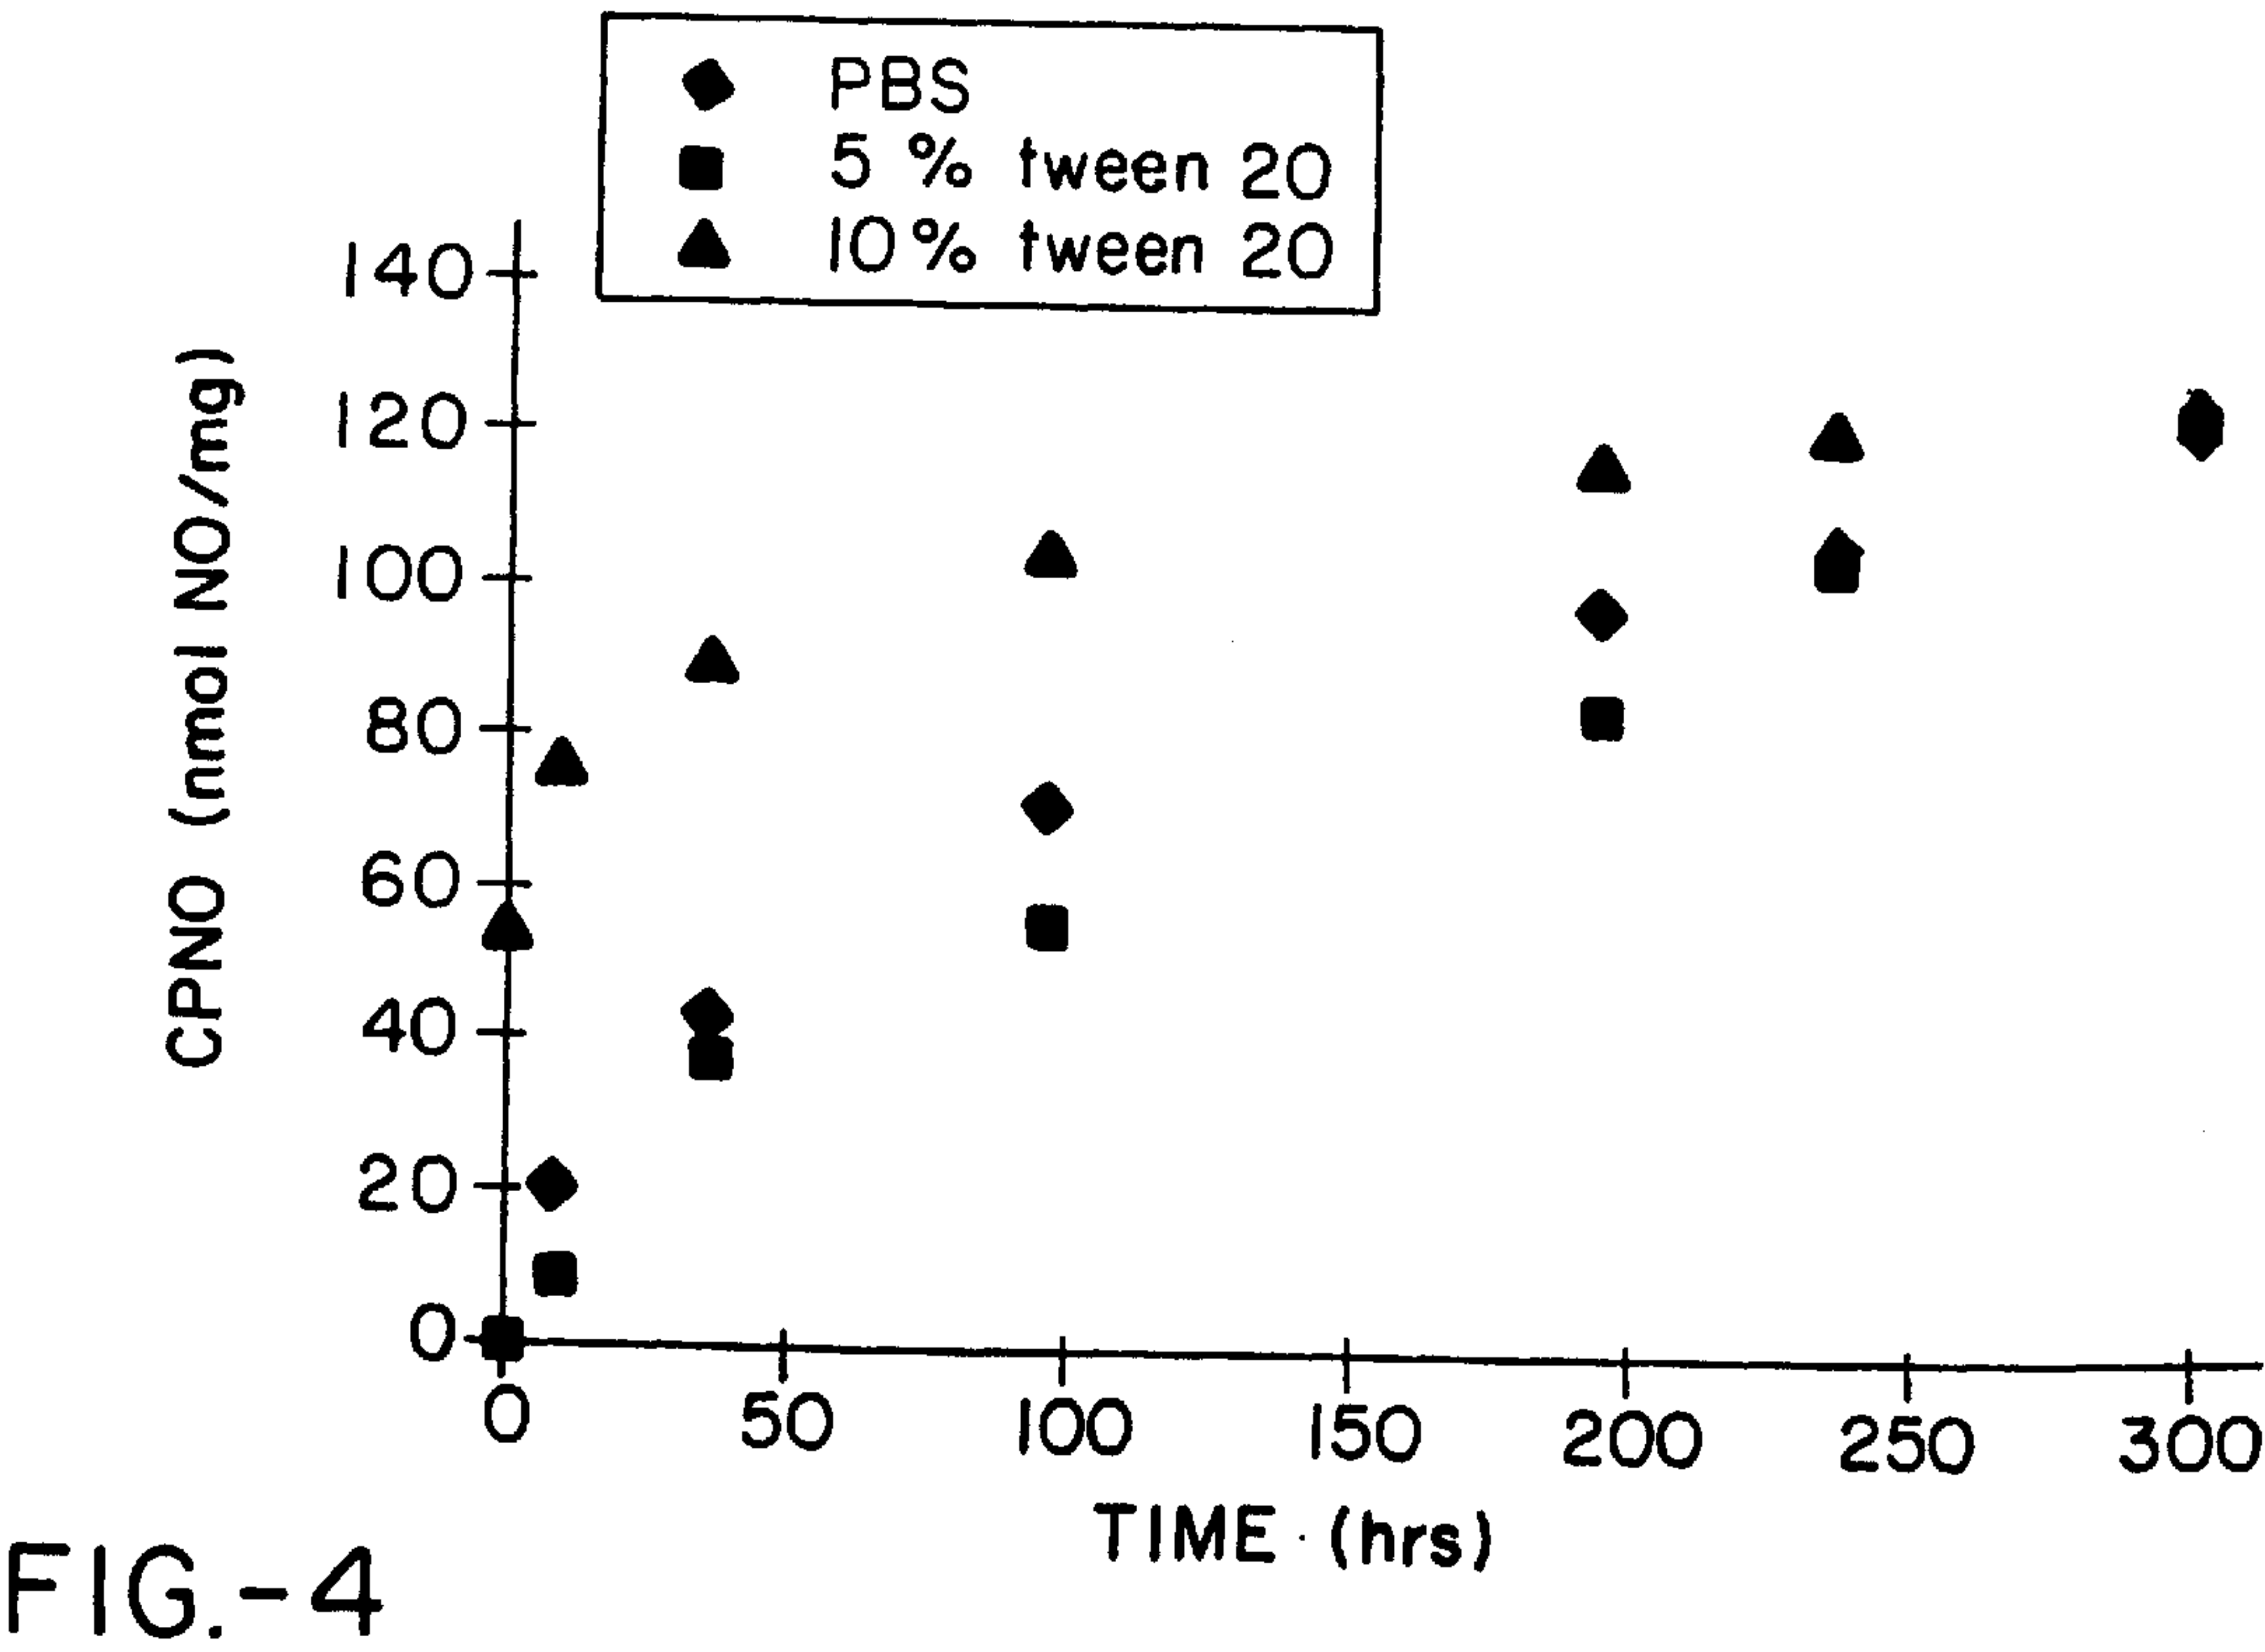 PBS
5 % tween 20
10% tween 20
140
120
100
80
60
40
20
0
CPNO (nmol NO/mg)
0 50 100 150 200 250 300
TIME (hrs)
FIG.-4